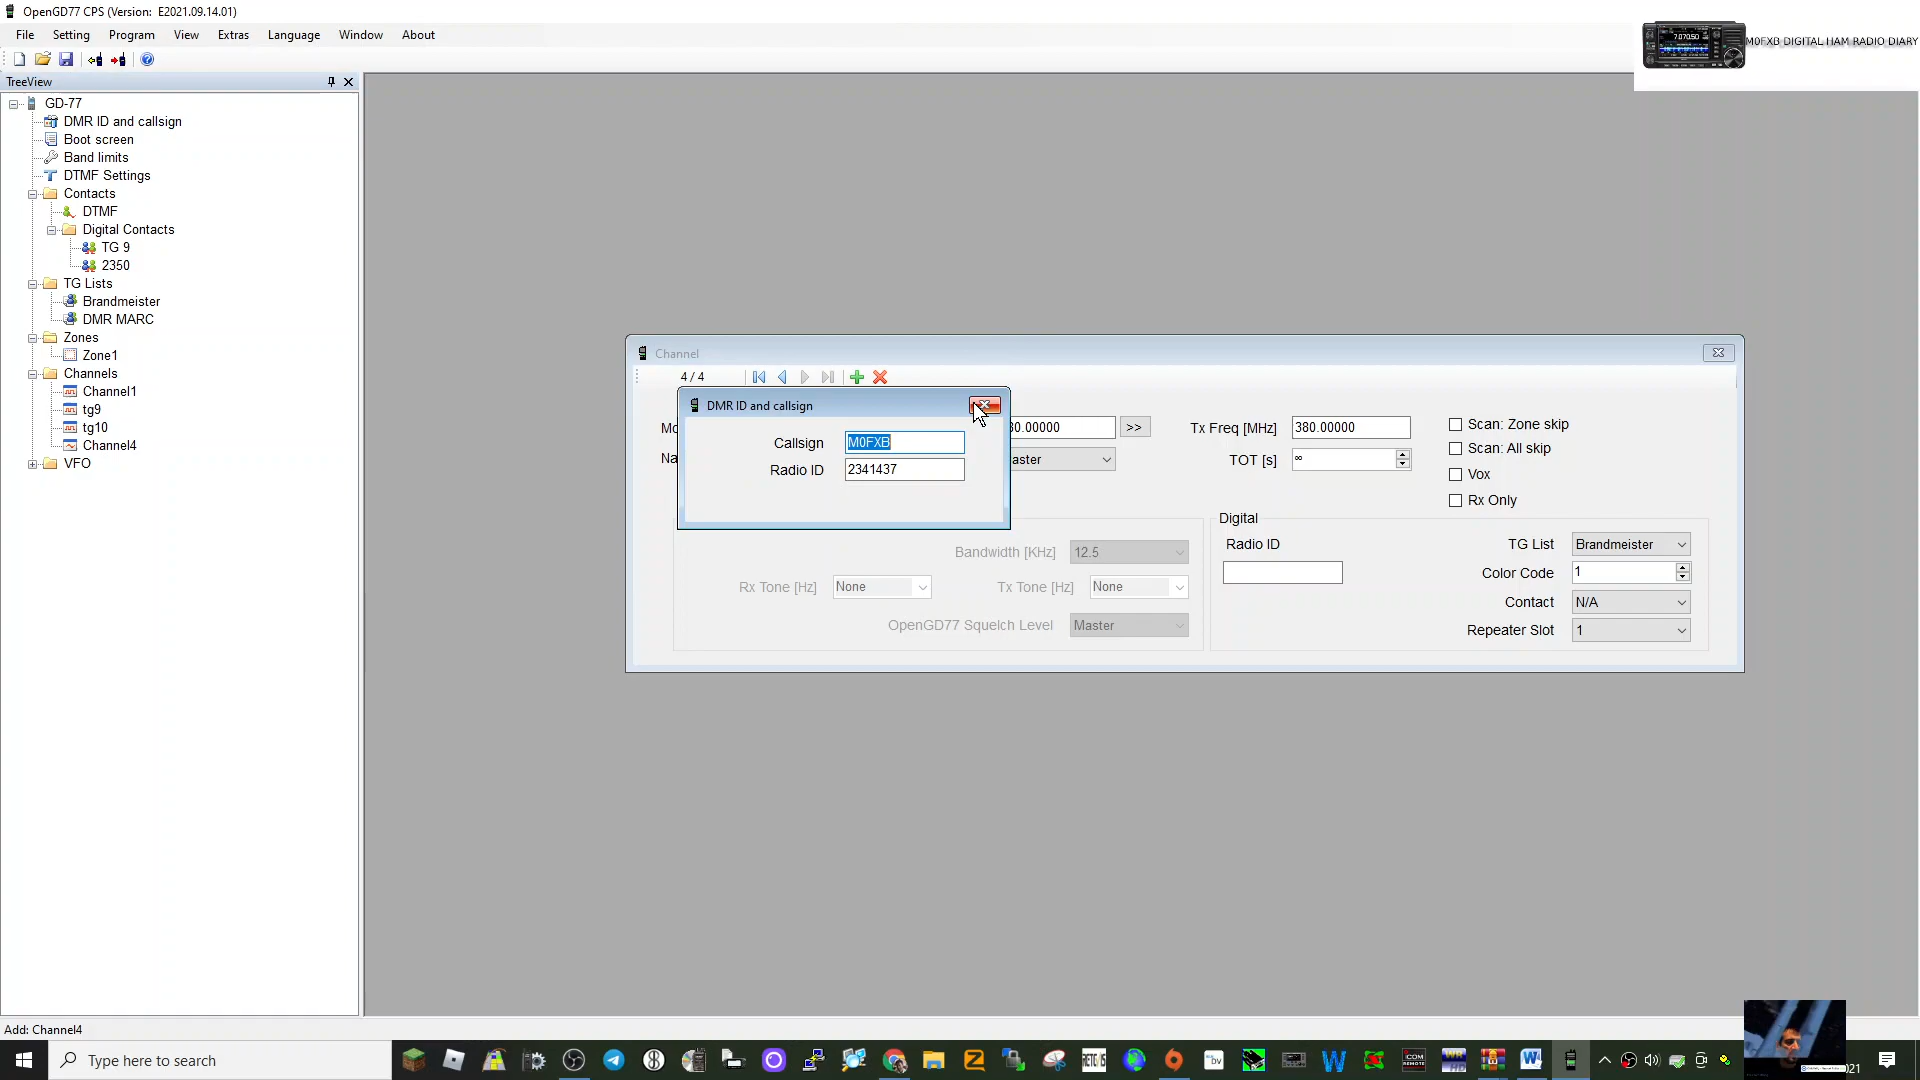 OpenGD77 CPS (Version: E2021.09.14.01)
File Setting Program View Extras Language Window About
M0FXB DIGITAL HAM RADIO DIARY
7.070.50
TreeView
GD-77
DMR ID and callsign
Boot screen
Band limits
DTMF Settings
Contacts
DTMF
Digital Contacts
TG 9
2350
TG Lists
Brandmeister
DMR MARC
Zones
Zone1
Channels
Channel1
tg9
tg10
Channel4
VFO
Channel
4 / 4
DMR ID and callsign
Callsign M0FXB
Radio ID 2341437
80.00000 >> Tx Freq [MHz] 380.00000
Na aster TOT [s] ∞
Scan: Zone skip
Scan: All skip
Vox
Rx Only
Bandwidth [KHz] 12.5
Rx Tone [Hz] None Tx Tone [Hz] None
OpenGD77 Squelch Level Master
Digital
Radio ID
TG List Brandmeister
Color Code 1
Contact N/A
Repeater Slot 1
Add: Channel4
Type here to search